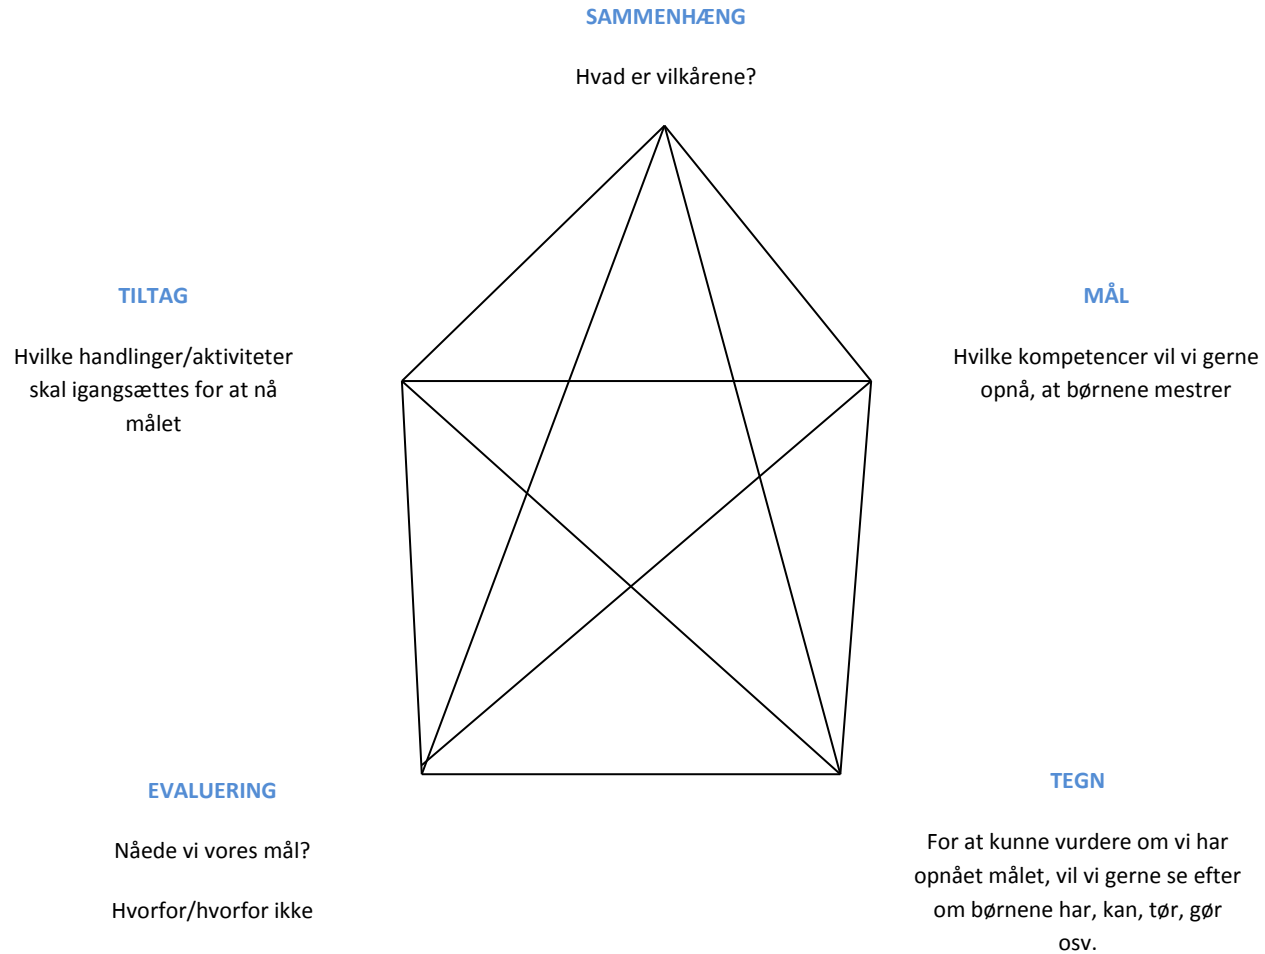 SAMMENHÆNG
Hvad er vilkårene?
TILTAG
Hvilke handlinger/aktiviteter
skal igangsættes for at nå
målet
MÅL
Hvilke kompetencer vil vi gerne
opnå, at børnene mestrer
EVALUERING
Nåede vi vores mål?
Hvorfor/hvorfor ikke
TEGN
For at kunne vurdere om vi har
opnået målet, vil vi gerne se efter
om børnene har, kan, tør, gør
osv.